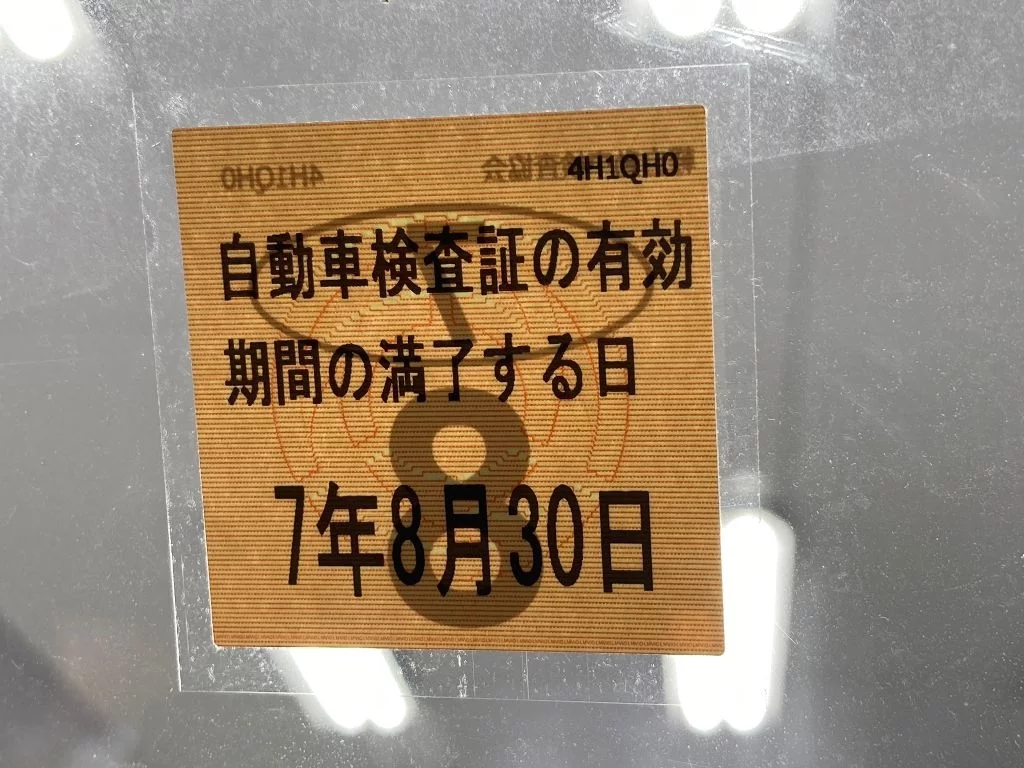 4H1QH0
自動車検査証の有効
期間の満了する日
7年8月30日